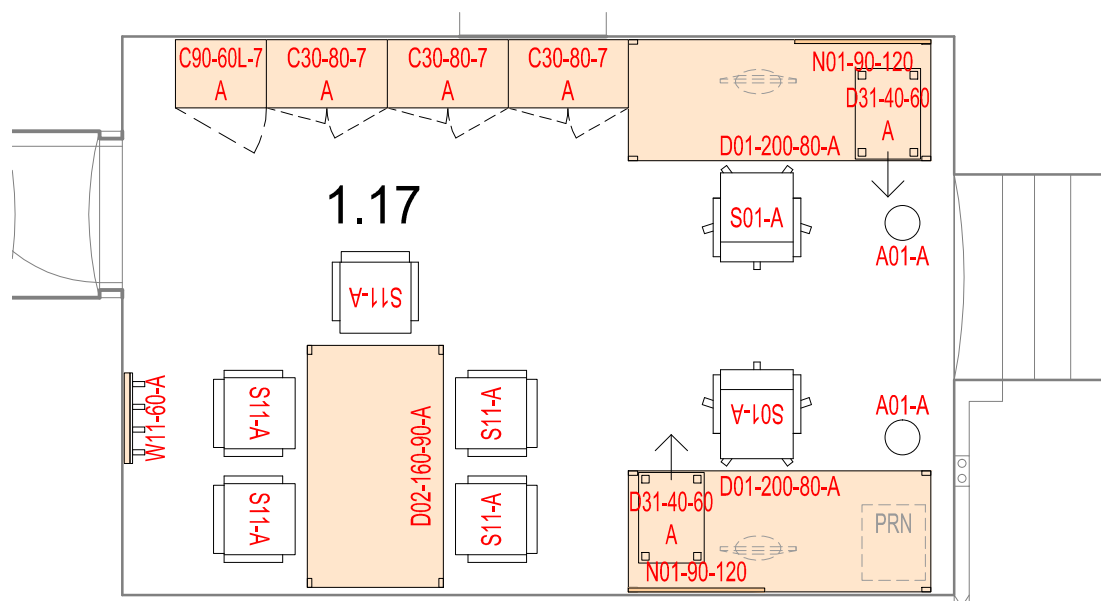 C90-60L-7
A
C30-80-7
A
C30-80-7
A
C30-80-7
A
N01-90-120
D31-40-60
A
D01-200-80-A
1.17
S01-A
A01-A
S11-A
W11-60-A
S11-A
S11-A
D02-160-90-A
S11-A
S11-A
S01-A
A01-A
D01-200-80-A
D31-40-60
A
PRN
N01-90-120